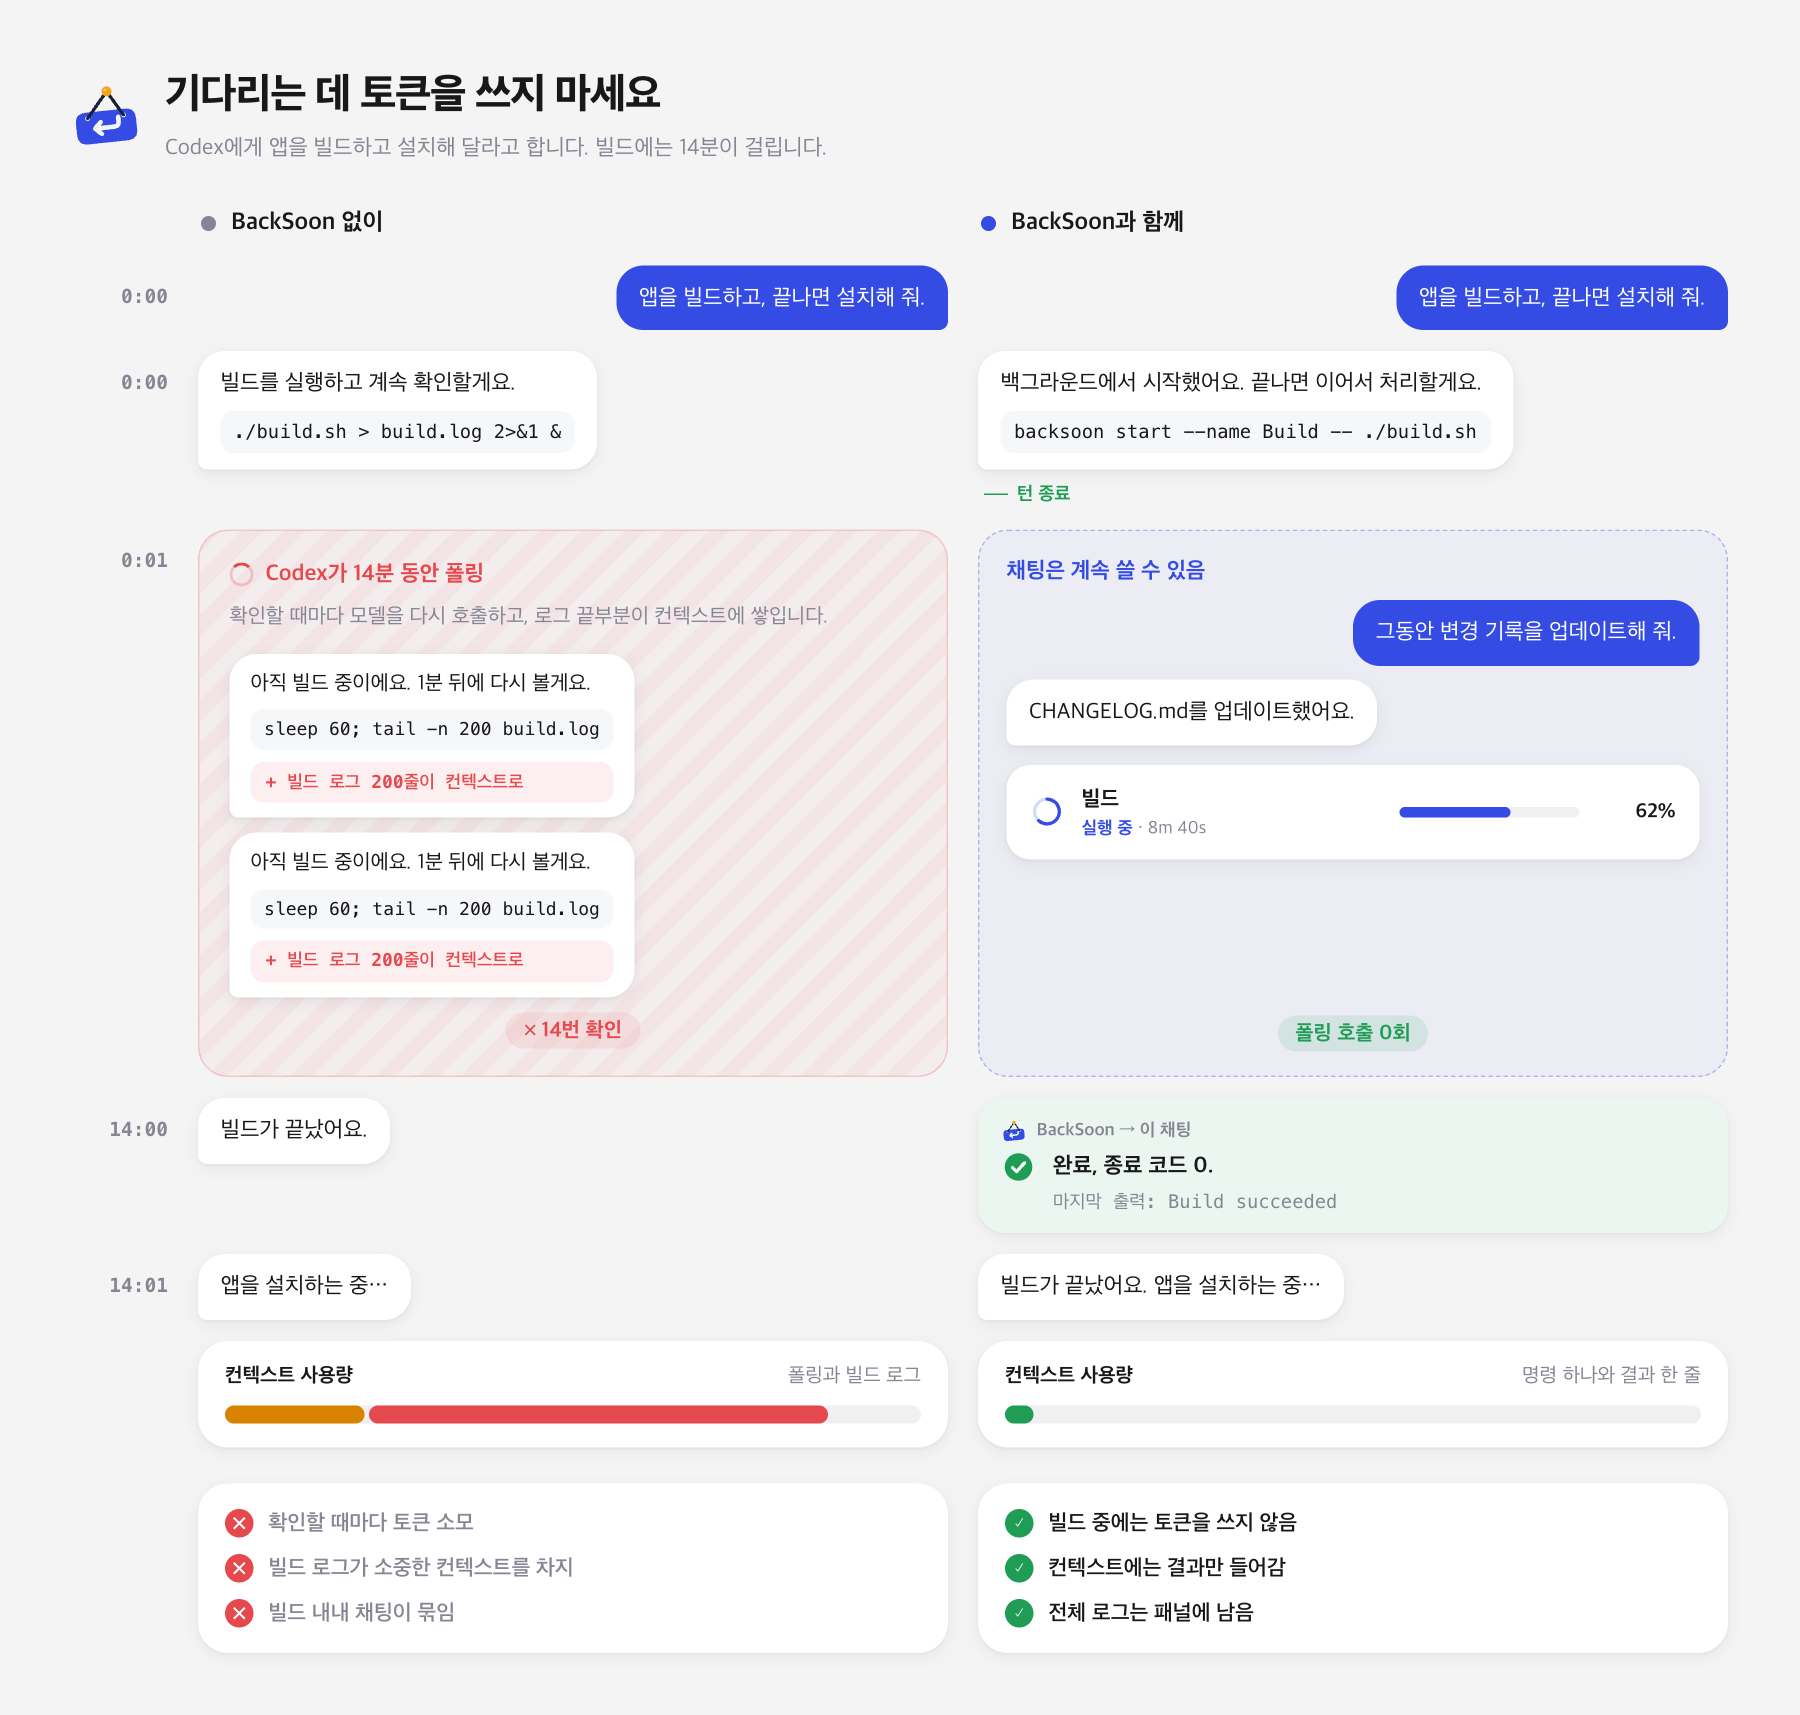 기다리는 데 토큰을 쓰지 마세요
Codex에게 앱을 빌드하고 설치해 달라고 합니다. 빌드에는 14분이 걸립니다.
BackSoon 없이
BackSoon과 함께
0:00
앱을 빌드하고, 끝나면 설치해 줘.
앱을 빌드하고, 끝나면 설치해 줘.
0:00
빌드를 실행하고 계속 확인할게요.
./build.sh > build.log 2>&1 &
백그라운드에서 시작했어요. 끝나면 이어서 처리할게요.
backsoon start --name Build -- ./build.sh
— 턴 종료
0:01
Codex가 14분 동안 폴링
확인할 때마다 모델을 다시 호출하고, 로그 끝부분이 컨텍스트에 쌓입니다.
아직 빌드 중이에요. 1분 뒤에 다시 볼게요.
sleep 60; tail -n 200 build.log
+ 빌드 로그 200줄이 컨텍스트로
아직 빌드 중이에요. 1분 뒤에 다시 볼게요.
sleep 60; tail -n 200 build.log
+ 빌드 로그 200줄이 컨텍스트로
× 14번 확인
채팅은 계속 쓸 수 있음
그동안 변경 기록을 업데이트해 줘.
CHANGELOG.md를 업데이트했어요.
빌드
실행 중 · 8m 40s
62%
폴링 호출 0회
14:00
빌드가 끝났어요.
BackSoon → 이 채팅
완료, 종료 코드 0.
마지막 출력: Build succeeded
14:01
앱을 설치하는 중…
빌드가 끝났어요. 앱을 설치하는 중…
컨텍스트 사용량
폴링과 빌드 로그
컨텍스트 사용량
명령 하나와 결과 한 줄
확인할 때마다 토큰 소모
빌드 로그가 소중한 컨텍스트를 차지
빌드 내내 채팅이 묶임
빌드 중에는 토큰을 쓰지 않음
컨텍스트에는 결과만 들어감
전체 로그는 패널에 남음